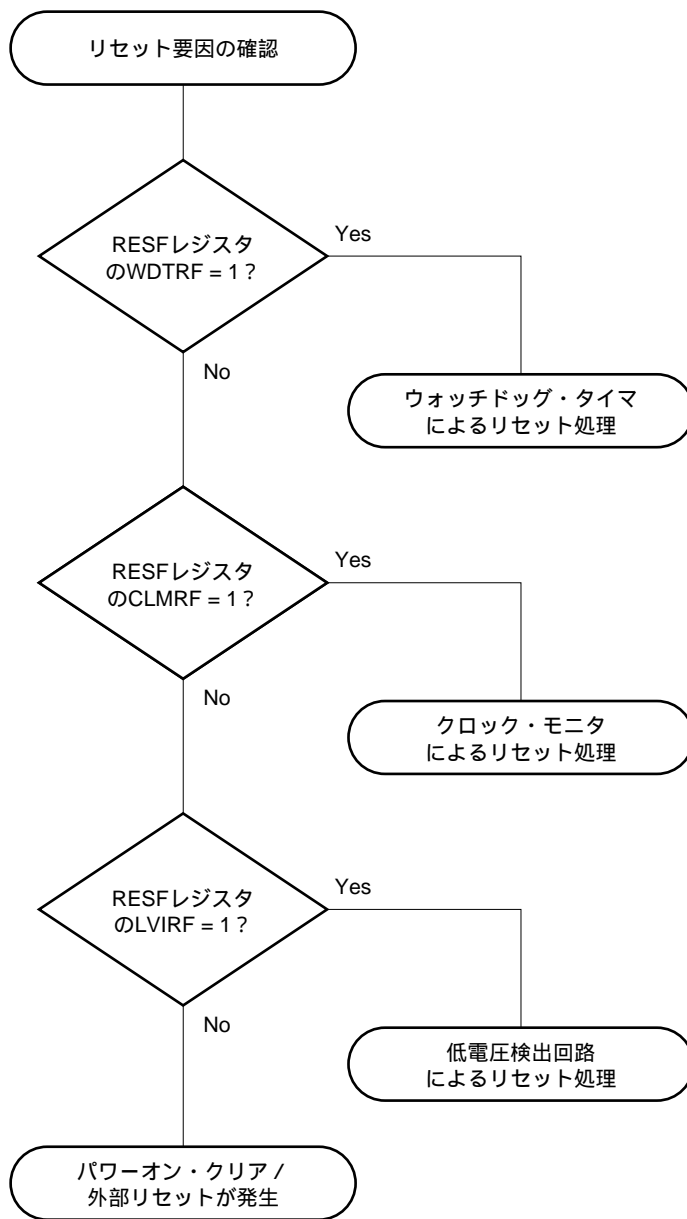 リセット要因の確認
RESFレジスタ
のWDTRF = 1？
Yes
No
ウォッチドッグ・タイマ
によるリセット処理
RESFレジスタ
のCLMRF = 1？
Yes
No
クロック・モニタ
によるリセット処理
RESFレジスタ
のLVIRF = 1？
Yes
No
低電圧検出回路
によるリセット処理
パワーオン・クリア /
外部リセットが発生